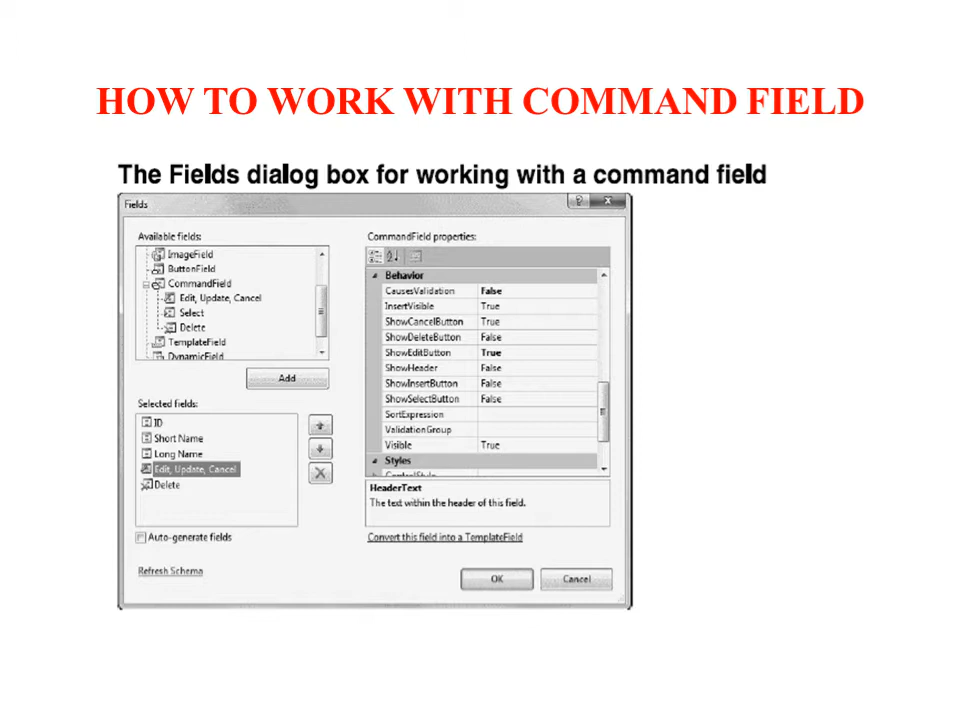 HOW TO WORK WITH COMMAND FIELD
The Fields dialog box for working with a command field
Fields
Available fields:
ImageField
ButtonField
CommandField
Edit, Update, Cancel
Select
Delete
TemplateField
DynamicField
Add
Selected fields:
ID
Short Name
Long Name
Edit, Update, Cancel
Delete
Auto-generate fields
Refresh Schema
CommandField properties:
Behavior
CausesValidation False
InsertVisible True
ShowCancelButton True
ShowDeleteButton False
ShowEditButton True
ShowHeader False
ShowInsertButton False
ShowSelectButton False
SortExpression
ValidationGroup
Visible True
Styles
ControlStyle
HeaderText
The text within the header of this field.
Convert this field into a TemplateField
OK Cancel